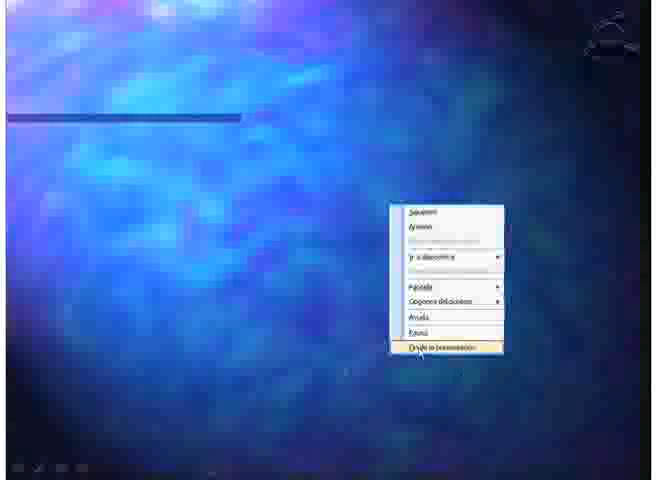 Siguiente
Anterior
Ir a diapositiva
Pantalla
Opciones del puntero
Ayuda
Pausa
Fin de la presentación